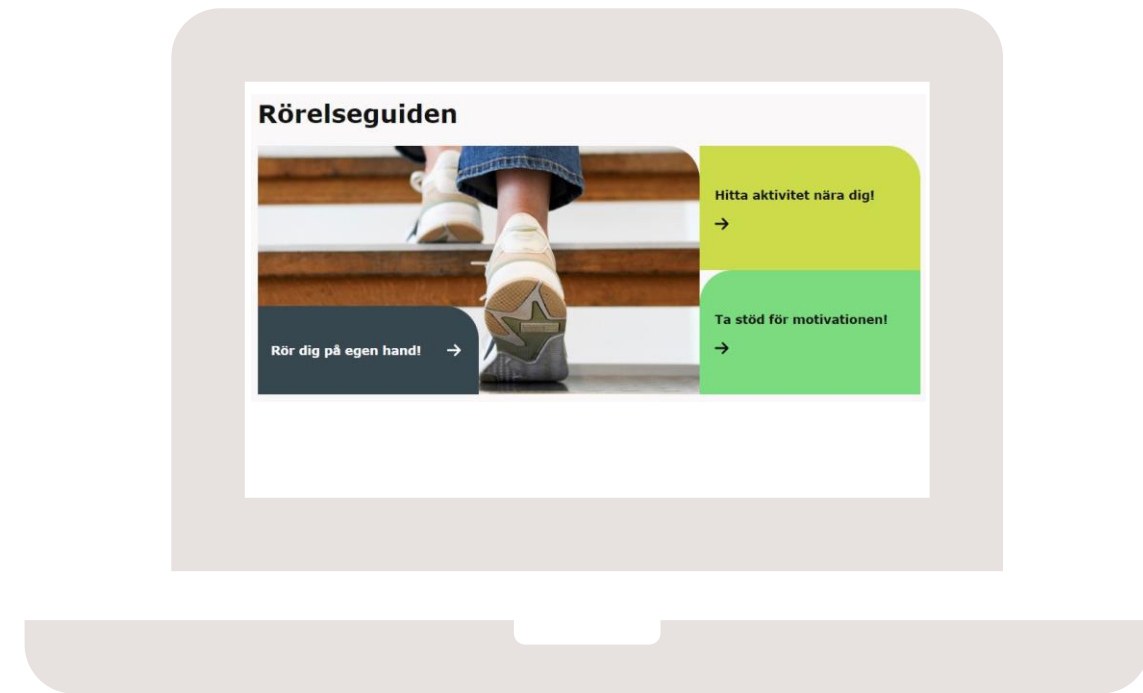 Rörelseguiden
Hitta aktivitet nära dig!
Rör dig på egen hand!
Ta stöd för motivationen!